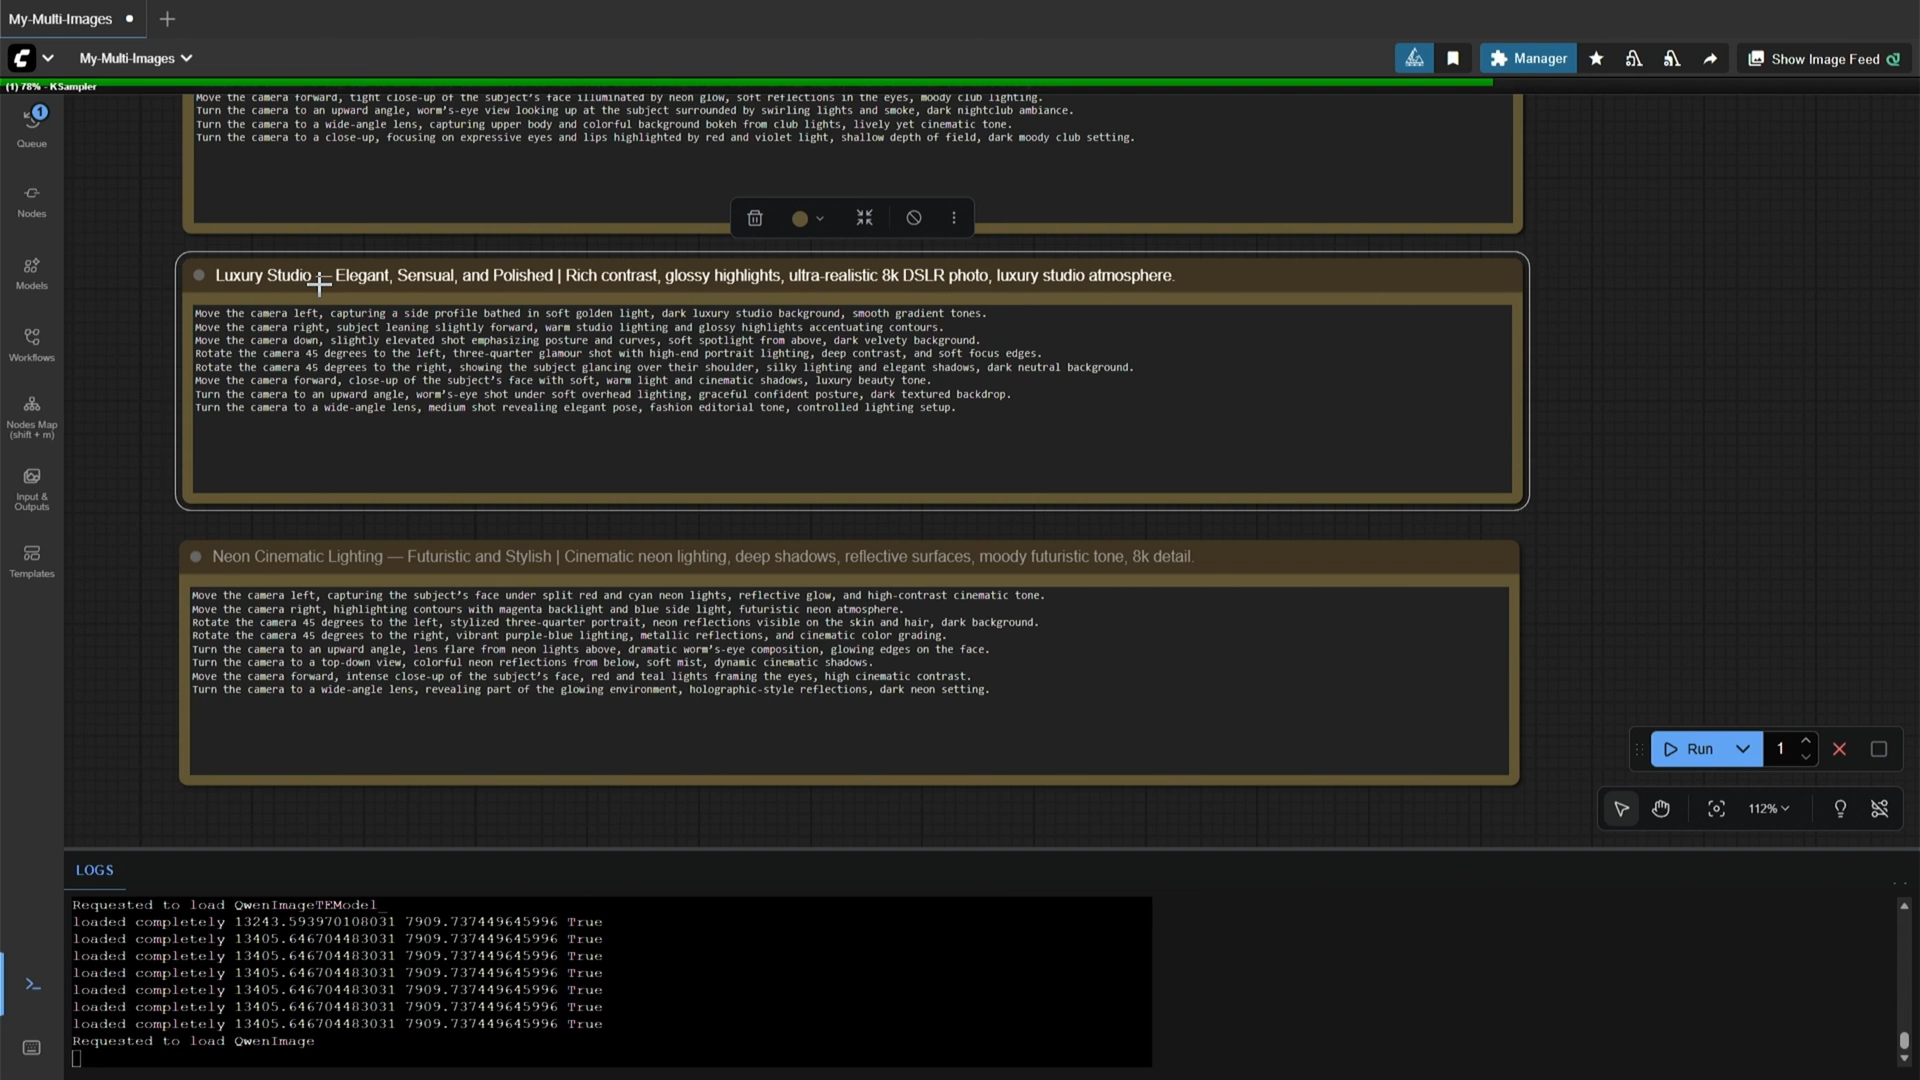 My-Multi-Images
My-Multi-Images
Manager
Show Image Feed
(1) 78% - KSampler
1
Queue
Nodes
Models
Workflows
Nodes Map
(shift + m)
Input &
Outputs
Templates
Move the camera forward, tight close-up of the subject's face illuminated by neon glow, soft reflections in the eyes, moody club lighting.
Turn the camera to an upward angle, worm's-eye view looking up at the subject surrounded by swirling lights and smoke, dark nightclub ambiance.
Turn the camera to a wide-angle lens, capturing upper body and colorful background bokeh from club lights, lively yet cinematic tone.
Turn the camera to a close-up, focusing on expressive eyes and lips highlighted by red and violet light, shallow depth of field, dark moody club setting.
Luxury Studio — Elegant, Sensual, and Polished | Rich contrast, glossy highlights, ultra-realistic 8k DSLR photo, luxury studio atmosphere.
Move the camera left, capturing a side profile bathed in soft golden light, dark luxury studio background, smooth gradient tones.
Move the camera right, subject leaning slightly forward, warm studio lighting and glossy highlights accentuating contours.
Move the camera down, slightly elevated shot emphasizing posture and curves, soft spotlight from above, dark velvety background.
Rotate the camera 45 degrees to the left, three-quarter glamour shot with high-end portrait lighting, deep contrast, and soft focus edges.
Rotate the camera 45 degrees to the right, showing the subject glancing over their shoulder, silky lighting and elegant shadows, dark neutral background.
Move the camera forward, close-up of the subject's face with soft, warm light and cinematic shadows, luxury beauty tone.
Turn the camera to an upward angle, worm's-eye shot under soft overhead lighting, graceful confident posture, dark textured backdrop.
Turn the camera to a wide-angle lens, medium shot revealing elegant pose, fashion editorial tone, controlled lighting setup.
Neon Cinematic Lighting — Futuristic and Stylish | Cinematic neon lighting, deep shadows, reflective surfaces, moody futuristic tone, 8k detail.
Move the camera left, capturing the subject's face under split red and cyan neon lights, reflective glow, and high-contrast cinematic tone.
Move the camera right, highlighting contours with magenta backlight and blue side light, futuristic neon atmosphere.
Rotate the camera 45 degrees to the left, stylized three-quarter portrait, neon reflections visible on the skin and hair, dark background.
Rotate the camera 45 degrees to the right, vibrant purple-blue lighting, metallic reflections, and cinematic color grading.
Turn the camera to an upward angle, lens flare from neon lights above, dramatic worm's-eye composition, glowing edges on the face.
Turn the camera to a top-down view, colorful neon reflections from below, soft mist, dynamic cinematic shadows.
Move the camera forward, intense close-up of the subject's face, red and teal lights framing the eyes, high cinematic contrast.
Turn the camera to a wide-angle lens, revealing part of the glowing environment, holographic-style reflections, dark neon setting.
Run
1
112%
LOGS
Requested to load QwenImageTEModel_
loaded completely 13243.593970108031 7909.737449645996 True
loaded completely 13405.646704483031 7909.737449645996 True
loaded completely 13405.646704483031 7909.737449645996 True
loaded completely 13405.646704483031 7909.737449645996 True
loaded completely 13405.646704483031 7909.737449645996 True
loaded completely 13405.646704483031 7909.737449645996 True
loaded completely 13405.646704483031 7909.737449645996 True
Requested to load QwenImage